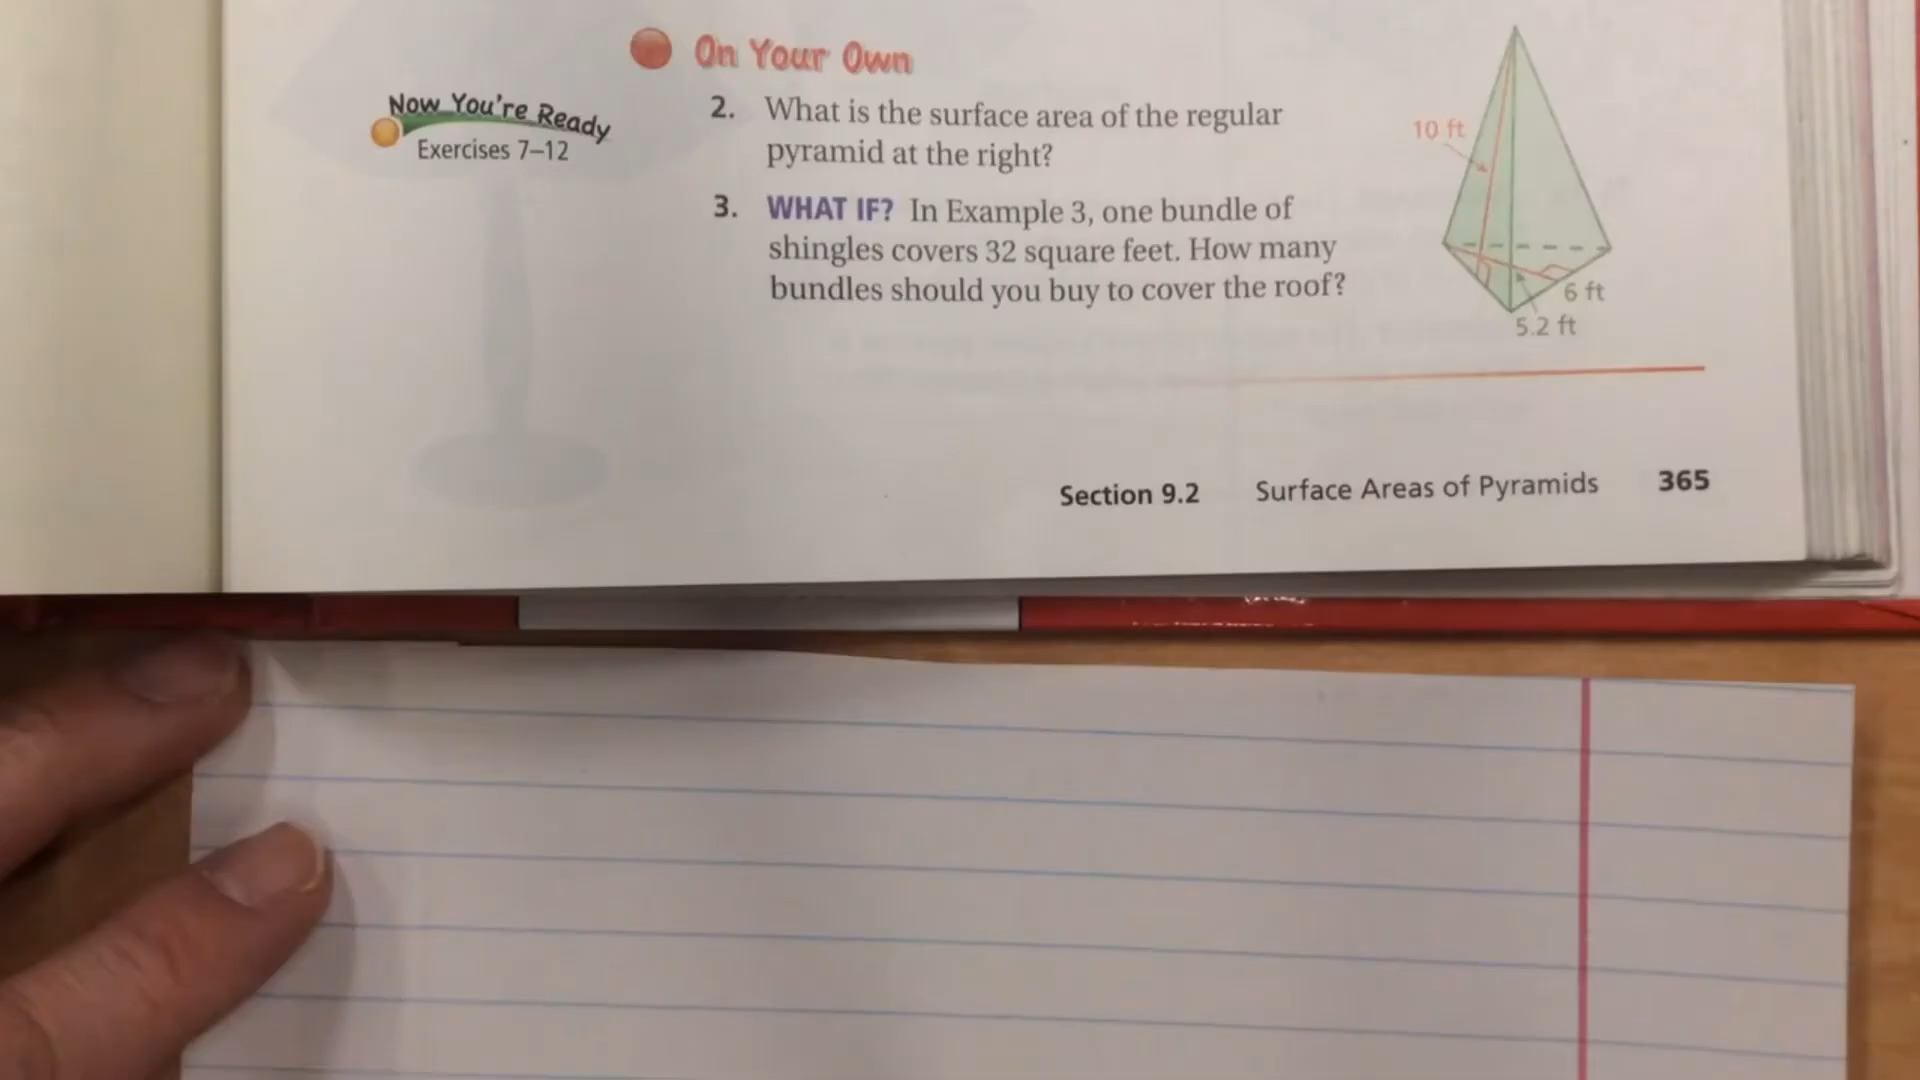 On Your Own
Now You're Ready
Exercises 7–12
2. What is the surface area of the regular
pyramid at the right?
3. WHAT IF? In Example 3, one bundle of
shingles covers 32 square feet. How many
bundles should you buy to cover the roof?
10 ft
6 ft
5.2 ft
Section 9.2 Surface Areas of Pyramids 365